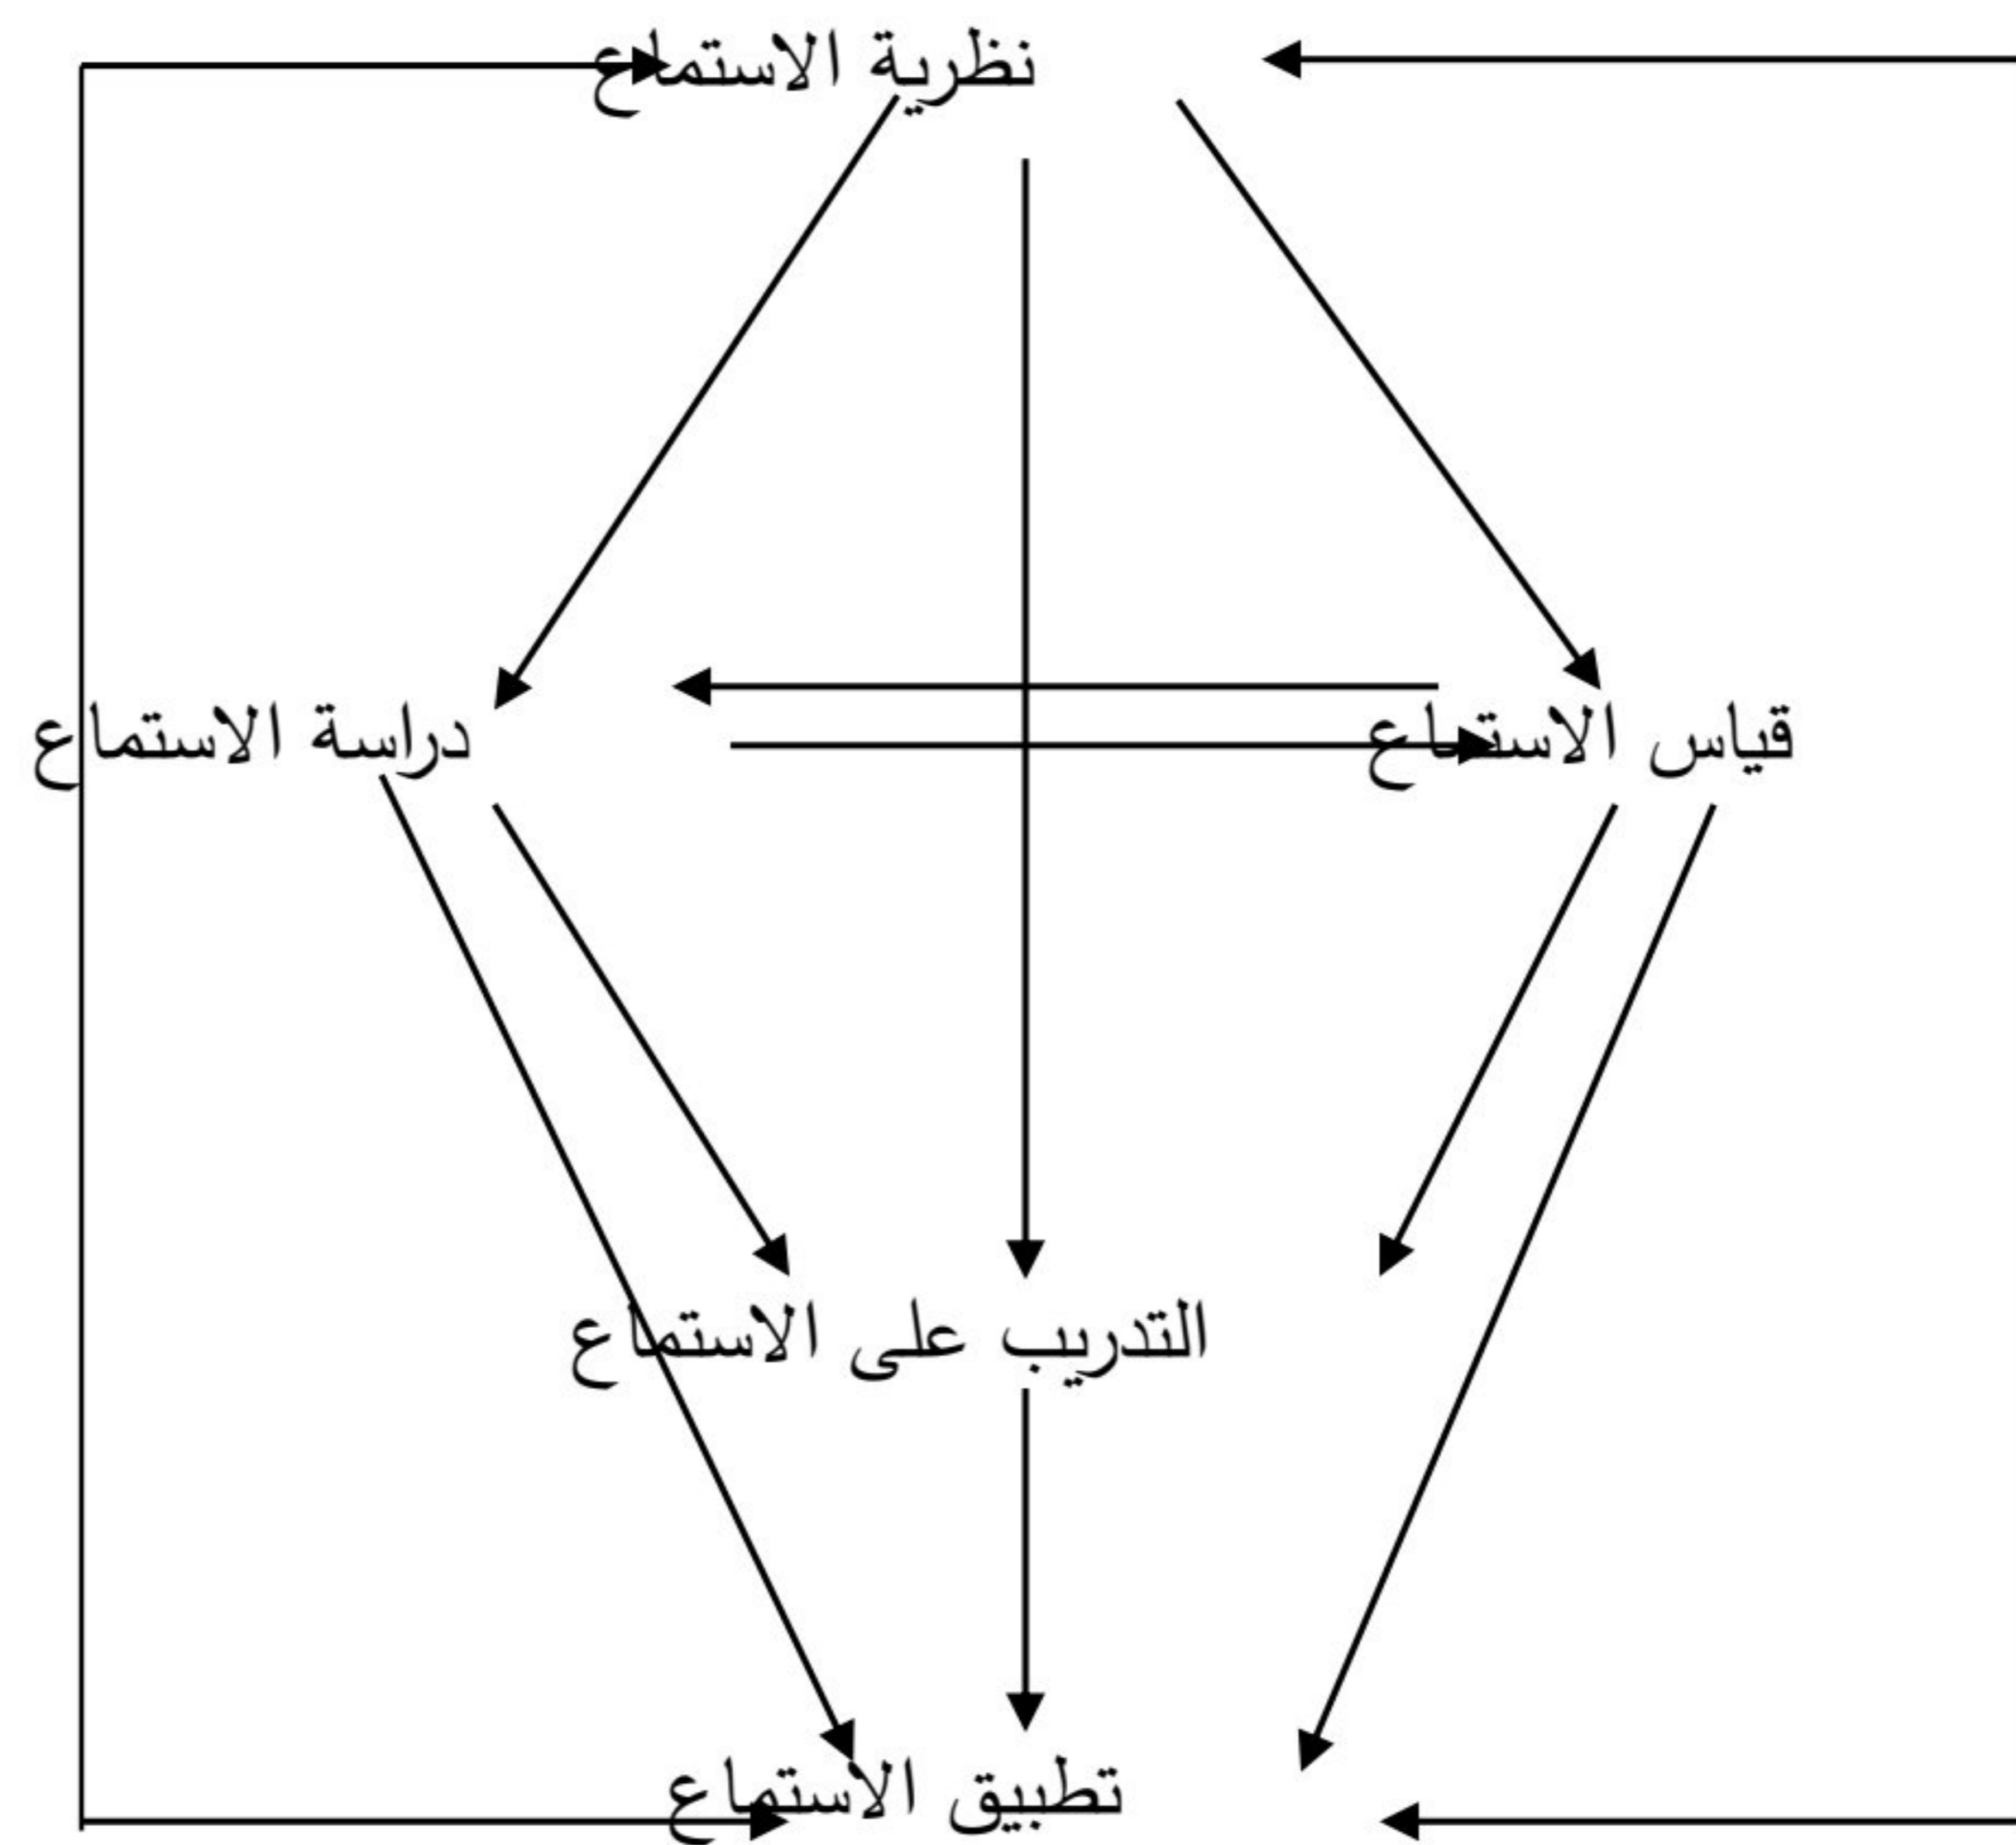 نظرية الاستماع
قياس الاستماع
دراسة الاستماع
التدريب على الاستماع
تطبيق الاستماع